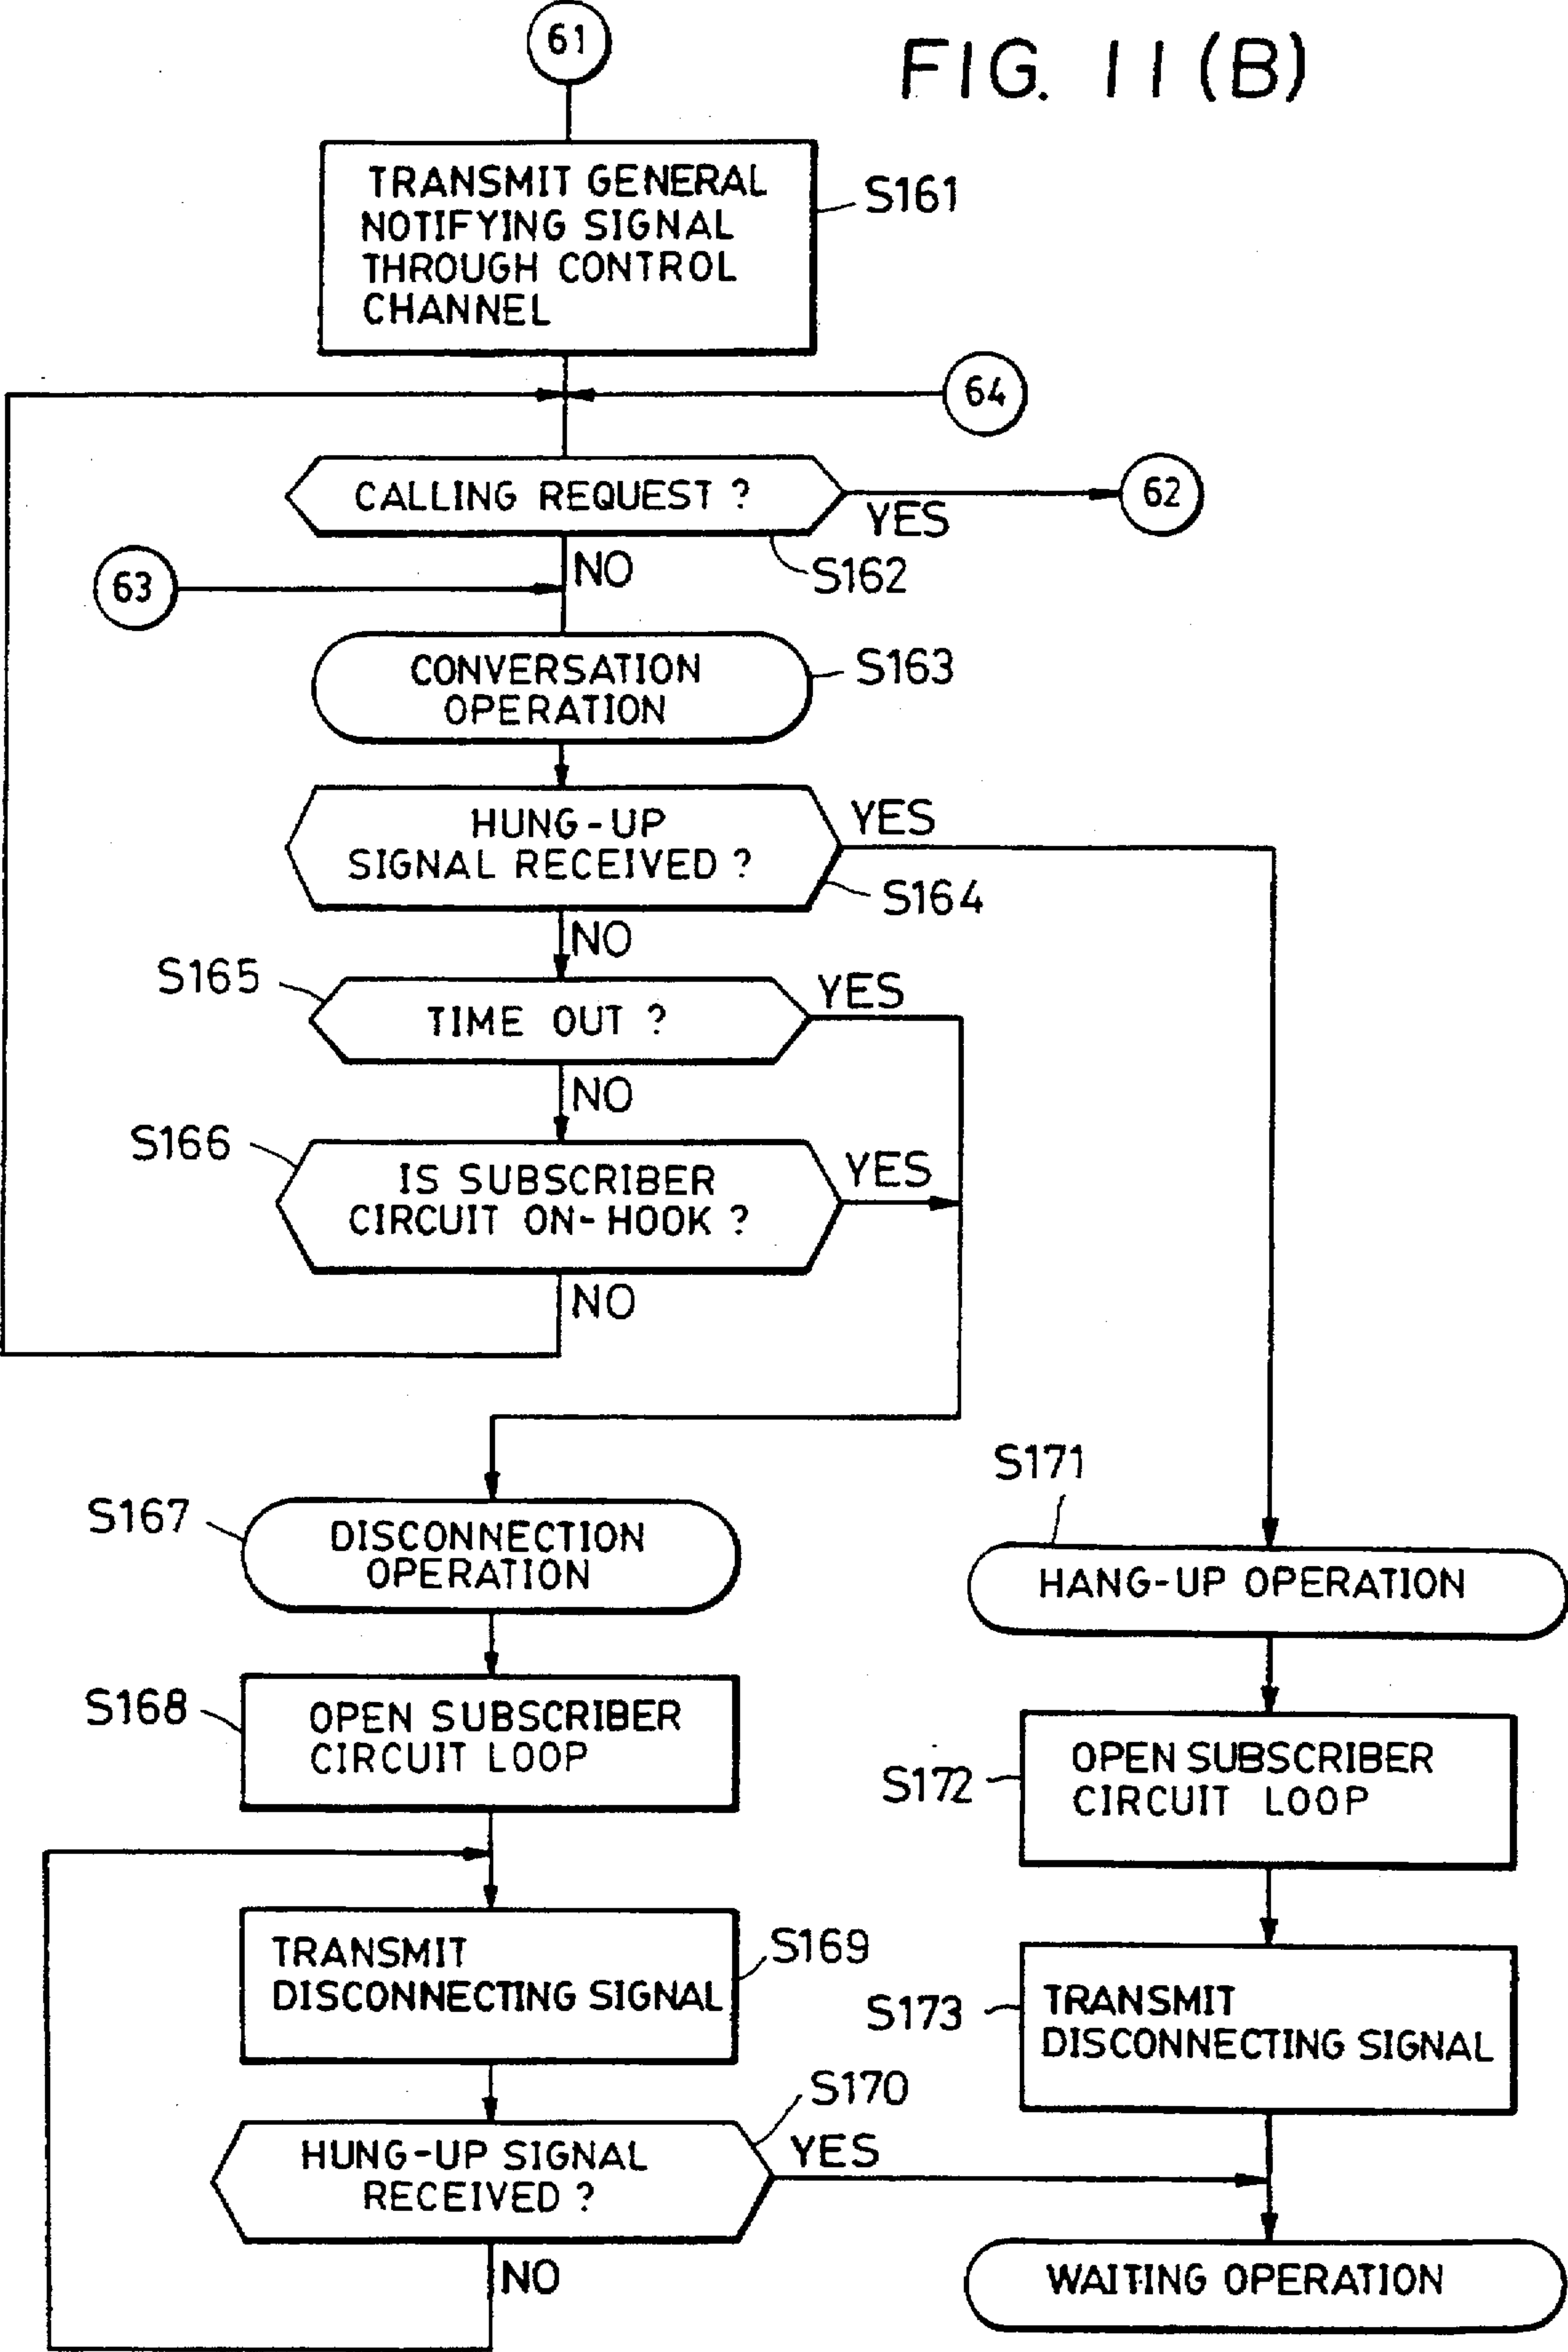 61
FIG. 11 (B)
TRANSMIT GENERAL
NOTIFYING SIGNAL
THROUGH CONTROL
CHANNEL
S161
64
CALLING REQUEST ?
YES
62
S162
NO
63
CONVERSATION
OPERATION
S163
HUNG-UP
SIGNAL RECEIVED ?
YES
S164
NO
S165
TIME OUT ?
YES
NO
S166
IS SUBSCRIBER
CIRCUIT ON-HOOK ?
YES
NO
S167
DISCONNECTION
OPERATION
S171
HANG-UP OPERATION
S168
OPEN SUBSCRIBER
CIRCUIT LOOP
S172
OPEN SUBSCRIBER
CIRCUIT LOOP
TRANSMIT
DISCONNECTING SIGNAL
S169
S173
TRANSMIT
DISCONNECTING SIGNAL
S170
HUNG-UP SIGNAL
RECEIVED ?
YES
NO
WAITING OPERATION